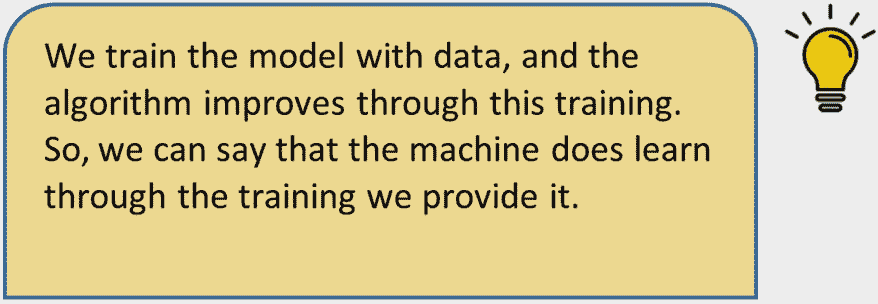 We train the model with data, and the
algorithm improves through this training.
So, we can say that the machine does learn
through the training we provide it.